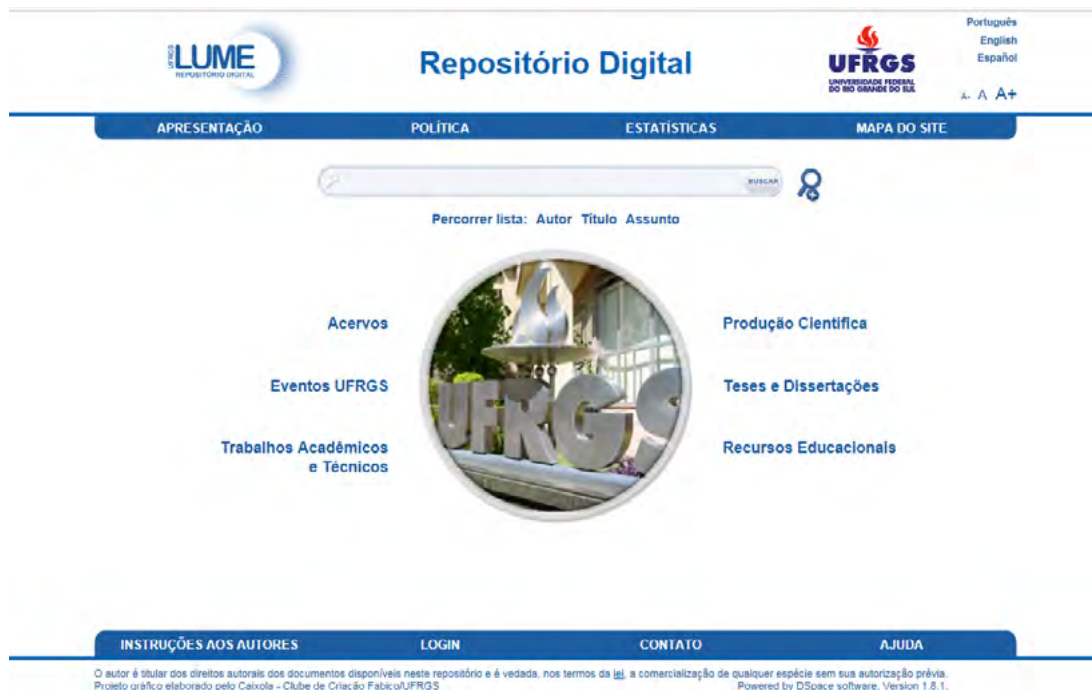 Português
English
Español
UFRGS
LUME
REPOSITÓRIO DIGITAL
Repositório Digital
UFRGS
UNIVERSIDADE FEDERAL
DO RIO GRANDE DO SUL
A- A A+
APRESENTAÇÃO POLÍTICA ESTATÍSTICAS MAPA DO SITE
BUSCAR
Percorrer lista: Autor Título Assunto
Acervos
Produção Científica
Eventos UFRGS
Teses e Dissertações
Trabalhos Acadêmicos
e Técnicos
Recursos Educacionais
UFRGS
INSTRUÇÕES AOS AUTORES LOGIN CONTATO AJUDA
O autor é titular dos direitos autorais dos documentos disponíveis neste repositório e é vedada, nos termos da lei, a comercialização de qualquer espécie sem sua autorização prévia.
Projeto gráfico elaborado pelo Caixola - Clube de Criação Fabico/UFRGS Powered by DSpace software, Version 1.8.1.